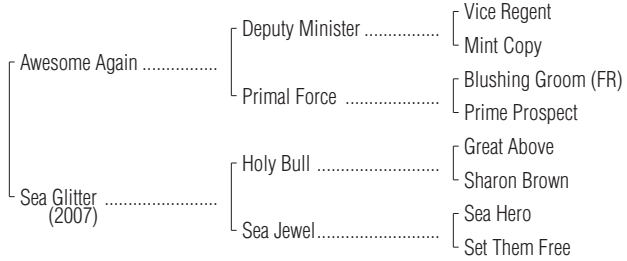 Vice Regent
Deputy Minister ................
Mint Copy
Awesome Again ................
Blushing Groom (FR)
Primal Force ....................
Prime Prospect
Great Above
Holy Bull ..........................
Sharon Brown
Sea Glitter ........................
(2007)
Sea Hero
Sea Jewel..........................
Set Them Free